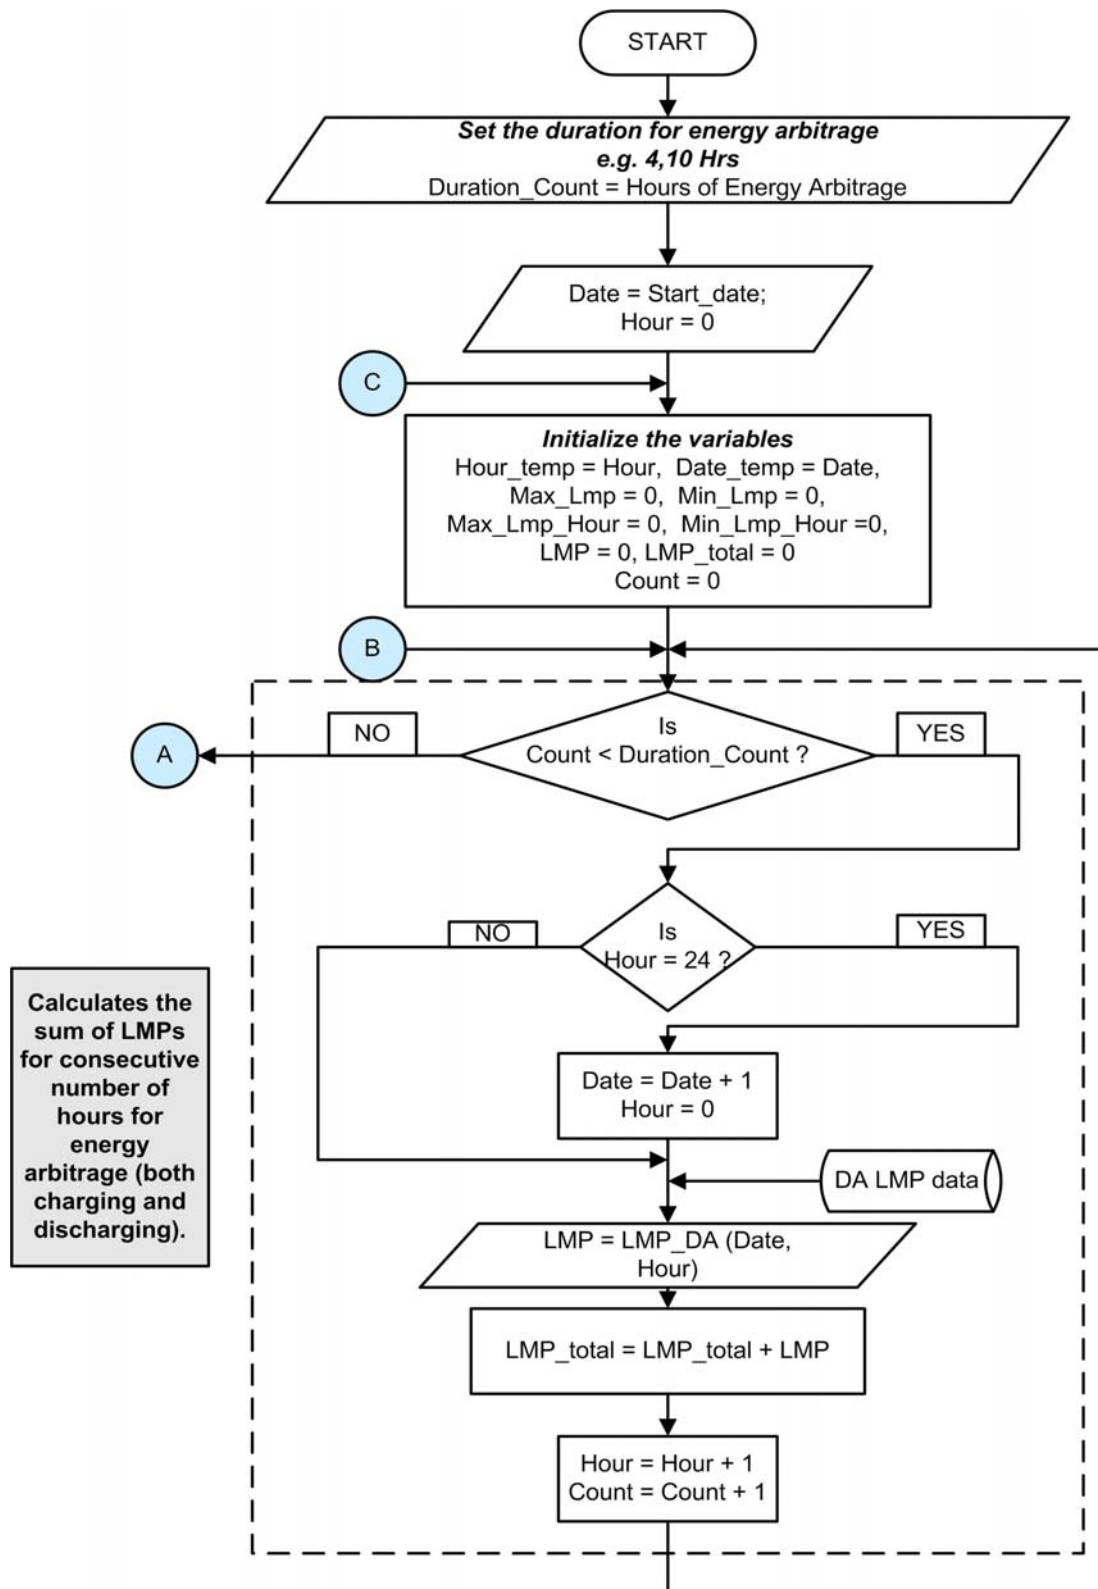 START
Set the duration for energy arbitrage
e.g. 4,10 Hrs
Duration_Count = Hours of Energy Arbitrage
Date = Start_date;
Hour = 0
C
Initialize the variables
Hour_temp = Hour,  Date_temp = Date,
Max_Lmp = 0,  Min_Lmp = 0,
Max_Lmp_Hour = 0,  Min_Lmp_Hour =0,
LMP = 0, LMP_total = 0
Count = 0
B
Is
Count < Duration_Count ?
NO
YES
A
Is
Hour = 24 ?
NO
YES
Date = Date + 1
Hour = 0
Calculates the
sum of LMPs
for consecutive
number of
hours for
energy
arbitrage (both
charging and
discharging).
DA LMP data
LMP = LMP_DA (Date,
Hour)
LMP_total = LMP_total + LMP
Hour = Hour + 1
Count = Count + 1